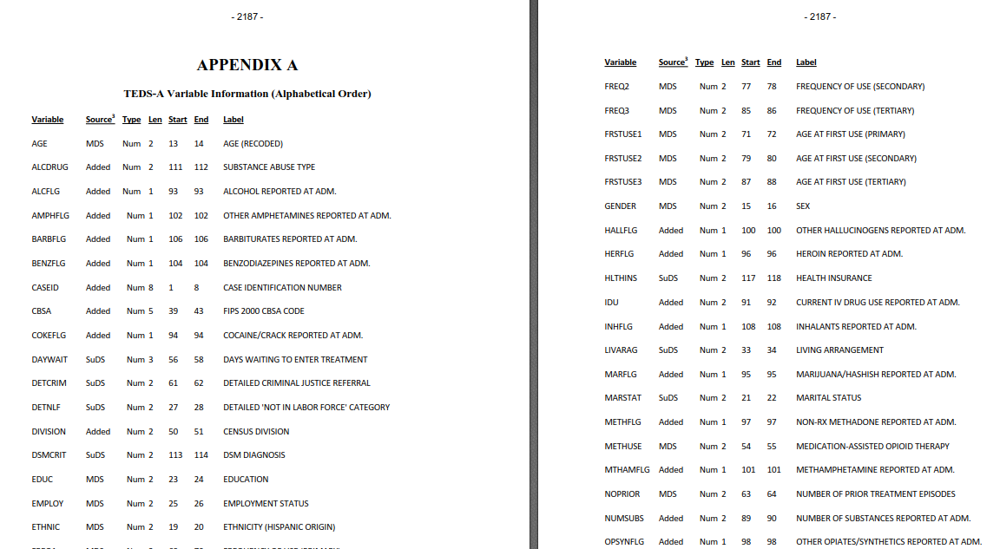 - 2187 -
APPENDIX A
TEDS-A Variable Information (Alphabetical Order)
Variable Source3 Type Len Start End Label
AGE MDS Num 2 13 14 AGE (RECODED)
ALCDRUG Added Num 2 111 112 SUBSTANCE ABUSE TYPE
ALCFLG Added Num 1 93 93 ALCOHOL REPORTED AT ADM.
AMPHFLG Added Num 1 102 102 OTHER AMPHETAMINES REPORTED AT ADM.
BARBFLG Added Num 1 106 106 BARBITURATES REPORTED AT ADM.
BENZFLG Added Num 1 104 104 BENZODIAZEPINES REPORTED AT ADM.
CASEID Added Num 8 1 8 CASE IDENTIFICATION NUMBER
CBSA Added Num 5 39 43 FIPS 2000 CBSA CODE
COKEFLG Added Num 1 94 94 COCAINE/CRACK REPORTED AT ADM.
DAYWAIT SuDS Num 3 56 58 DAYS WAITING TO ENTER TREATMENT
DETCRIM SuDS Num 2 61 62 DETAILED CRIMINAL JUSTICE REFERRAL
DETNLF SuDS Num 2 27 28 DETAILED 'NOT IN LABOR FORCE' CATEGORY
DIVISION Added Num 2 50 51 CENSUS DIVISION
DSMCRIT SuDS Num 2 113 114 DSM DIAGNOSIS
EDUC MDS Num 2 23 24 EDUCATION
EMPLOY MDS Num 2 25 26 EMPLOYMENT STATUS
ETHNIC MDS Num 2 19 20 ETHNICITY (HISPANIC ORIGIN)
- 2187 -
Variable Source3 Type Len Start End Label
FREQ2 MDS Num 2 77 78 FREQUENCY OF USE (SECONDARY)
FREQ3 MDS Num 2 85 86 FREQUENCY OF USE (TERTIARY)
FRSTUSE1 MDS Num 2 71 72 AGE AT FIRST USE (PRIMARY)
FRSTUSE2 MDS Num 2 79 80 AGE AT FIRST USE (SECONDARY)
FRSTUSE3 MDS Num 2 87 88 AGE AT FIRST USE (TERTIARY)
GENDER MDS Num 2 15 16 SEX
HALLFLG Added Num 1 100 100 OTHER HALLUCINOGENS REPORTED AT ADM.
HERFLG Added Num 1 96 96 HEROIN REPORTED AT ADM.
HLTHINS SuDS Num 2 117 118 HEALTH INSURANCE
IDU Added Num 2 91 92 CURRENT IV DRUG USE REPORTED AT ADM.
INHFLG Added Num 1 108 108 INHALANTS REPORTED AT ADM.
LIVARAG SuDS Num 2 33 34 LIVING ARRANGEMENT
MARFLG Added Num 1 95 95 MARIJUANA/HASHISH REPORTED AT ADM.
MARSTAT SuDS Num 2 21 22 MARITAL STATUS
METHFLG Added Num 1 97 97 NON-RX METHADONE REPORTED AT ADM.
METHUSE MDS Num 2 54 55 MEDICATION-ASSISTED OPIOID THERAPY
MTHAMFLG Added Num 1 101 101 METHAMPHETAMINE REPORTED AT ADM.
NOPRIOR MDS Num 2 63 64 NUMBER OF PRIOR TREATMENT EPISODES
NUMSUBS Added Num 2 89 90 NUMBER OF SUBSTANCES REPORTED AT ADM.
OPSYNFLG Added Num 1 98 98 OTHER OPIATES/SYNTHETICS REPORTED AT ADM.